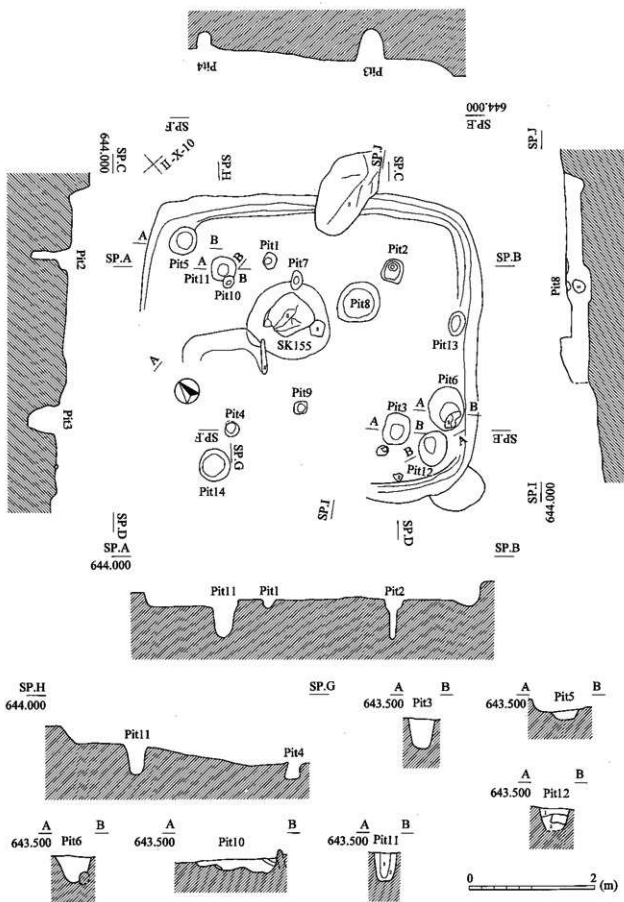 Pit4
Pit3
644.000
SP.E
SP.F
SP.J
644.000
SP.C
II-X-10
SP.H
SP.J
SP.C
A
B
Pit1
Pit2
SP.A
Pit5
A
B
SP.B
Pit2
Pit11
B
Pit7
Pit10
Pit8
Pit8
SK155
Pit13
A
Pit6
Pit9
A
B
Pit3
Pit4
Pit3
A
B
SP.F
SP.E
A
SP.G
B
Pit12
Pit14
SP.I
SP.I
644.000
SP.D
SP.D
SP.A
SP.B
644.000
Pit11
Pit1
Pit2
SP.H
SP.G
A
B
A
B
644.000
643.500
Pit3
643.500
Pit5
Pit11
Pit4
A
B
643.500
Pit12
A
B
A
B
A
B
643.500
Pit6
643.500
Pit10
643.500
Pit11
0
2
(m)